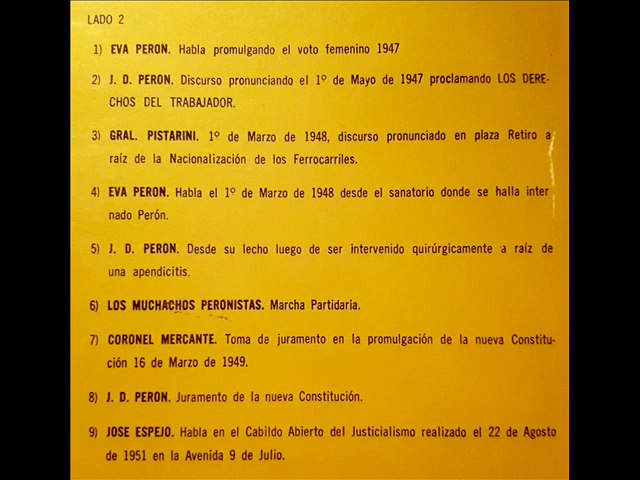 LADO 2
1) EVA PERON. Habla promulgando el voto femenino 1947
2) J. D. PERON. Discurso pronunciando el 1º de Mayo de 1947 proclamando LOS DERE-
CHOS DEL TRABAJADOR.
3) GRAL. PISTARINI. 1º de Marzo de 1948, discurso pronunciado en plaza Retiro a
raíz de la Nacionalización de los Ferrocarriles.
4) EVA PERON. Habla el 1º de Marzo de 1948 desde el sanatorio donde se halla inter
nado Perón.
5) J. D. PERON. Desde su lecho luego de ser intervenido quirúrgicamente a raíz de
una apendicitis.
6) LOS MUCHACHOS PERONISTAS. Marcha Partidaria.
7) CORONEL MERCANTE. Toma de juramento en la promulgación de la nueva Constitu-
ción 16 de Marzo de 1949.
8) J. D. PERON. Juramento de la nueva Constitución.
9) JOSE ESPEJO. Habla en el Cabildo Abierto del Justicialismo realizado el 22 de Agosto
de 1951 en la Avenida 9 de Julio.